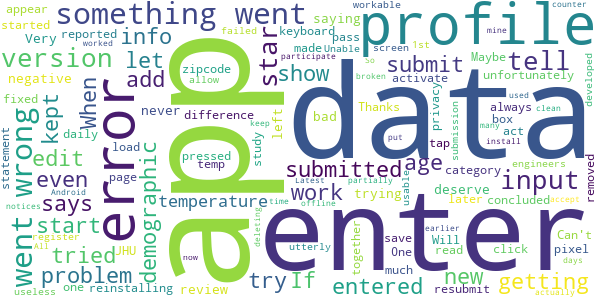 started something went star profile
appear Very reported info keyboard saying pass made Unable failed workable mine worked counter
version let zipcode allow show screen participate 1st developed
negative add tell submit activate
error When never difference app data Maybe unfortunately
fixed kept daily pressed bad Thanks privacy always used broken clean
went wrong edit even load temp study left submitted age box act put many engineers
statement demographic page keep work tap category install deserve removed
says temperature enter input
start JHU usable trying later concluded
Android tried Latest partially offline If entered Will Can't pixel
notices problem try time together save One read click days
All register review now deleting utterly earlier much new resubmit accept
useless one reinstalling so submission getting actually